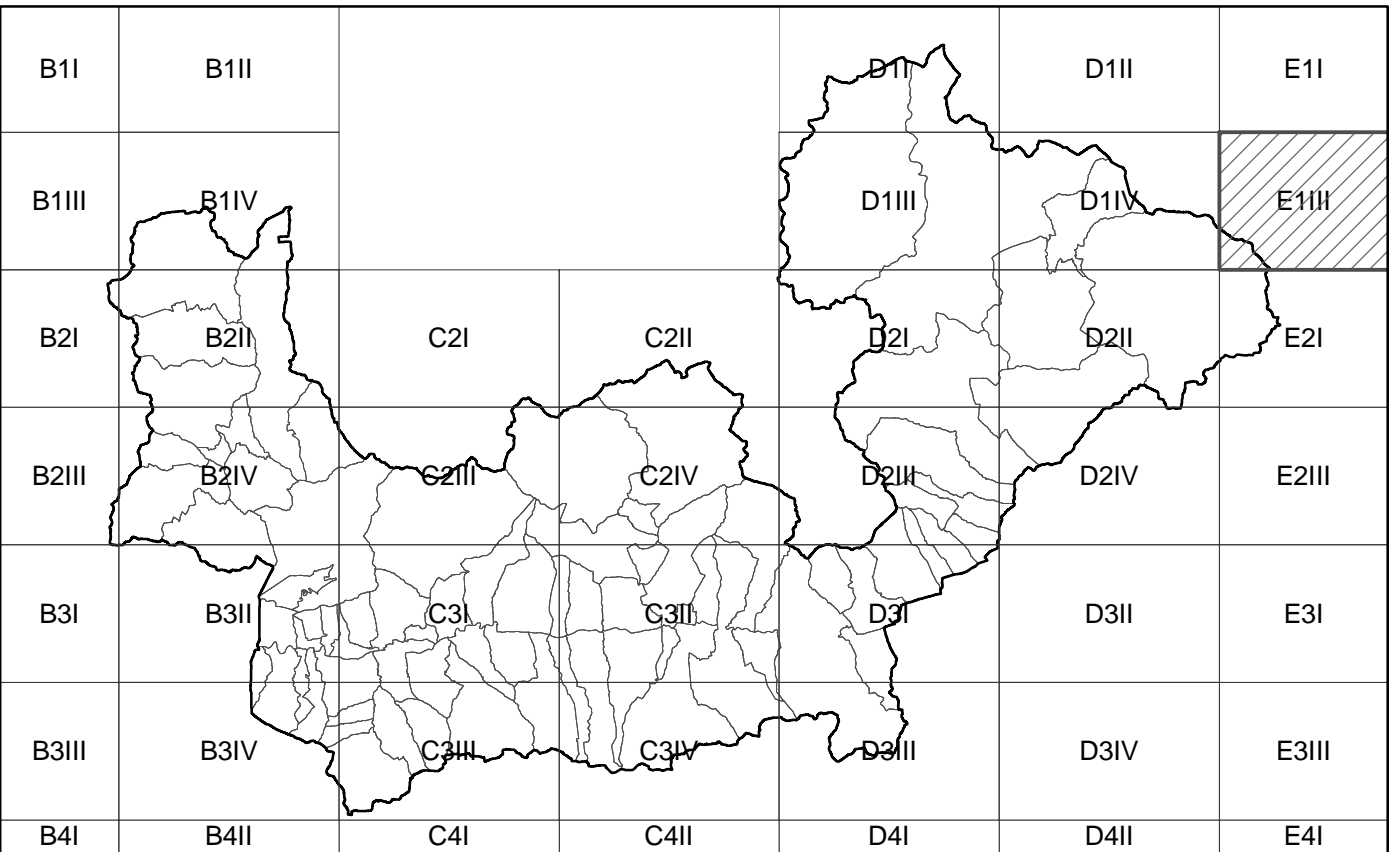 B1I B1II D1I D1II E1I
B1III B1IV D1III D1IV E1III
B2I B2II C2I C2II D2I D2II E2I
B2III B2IV C2III C2IV D2III D2IV E2III
B3I B3II C3I C3II D3I D3II E3I
B3III B3IV C3III C3IV D3III D3IV E3III
B4I B4II C4I C4II D4I D4II E4I